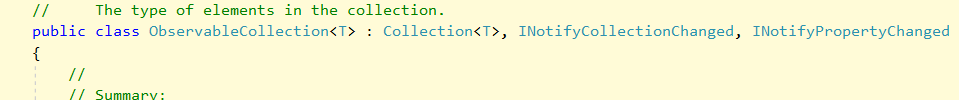 //     The type of elements in the collection.
public class ObservableCollection<T> : Collection<T>, INotifyCollectionChanged, INotifyPropertyChanged
{
    //
    // Summary: